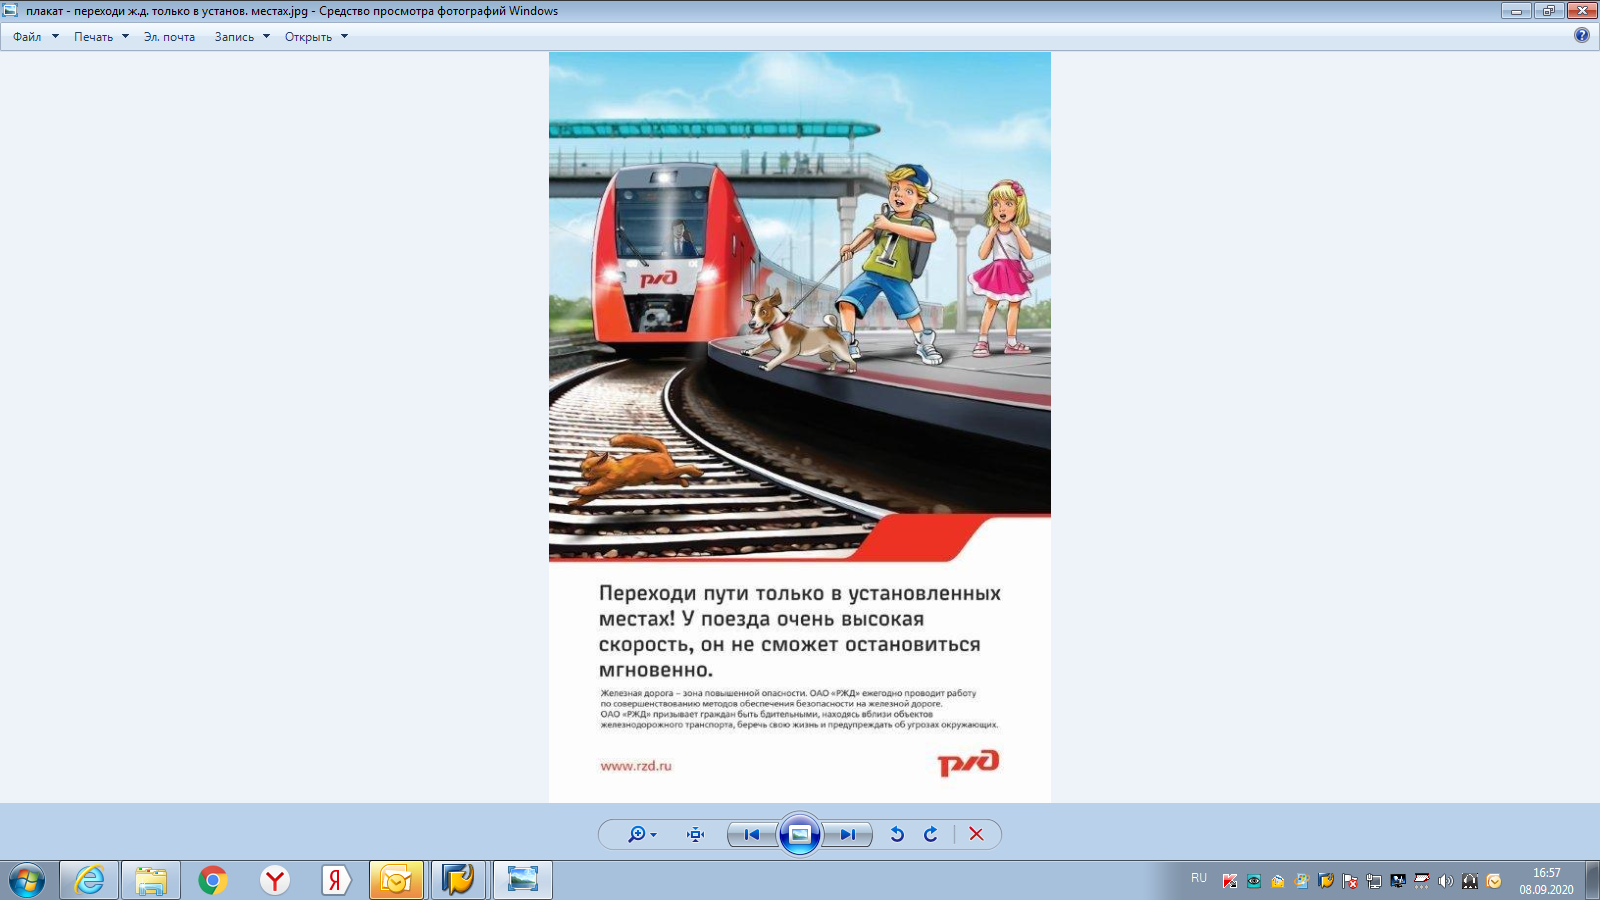 плакат - переходи ж.д. только в установ. местах.jpg - Средство просмотра фотографий Windows
Файл Печать Эл. почта Запись Открыть
ржд
1
Переходи пути только в установленных
местах! У поезда очень высокая
скорость, он не сможет остановиться
мгновенно.
Железная дорога – зона повышенной опасности. ОАО «РЖД» ежегодно проводит работу
по совершенствованию методов обеспечения безопасности на железной дороге.
ОАО «РЖД» призывает граждан быть бдительными, находясь вблизи объектов
железнодорожного транспорта, беречь свою жизнь и предупреждать об угрозах окружающих.
www.rzd.ru
ржд
RU
16:57
08.09.2020